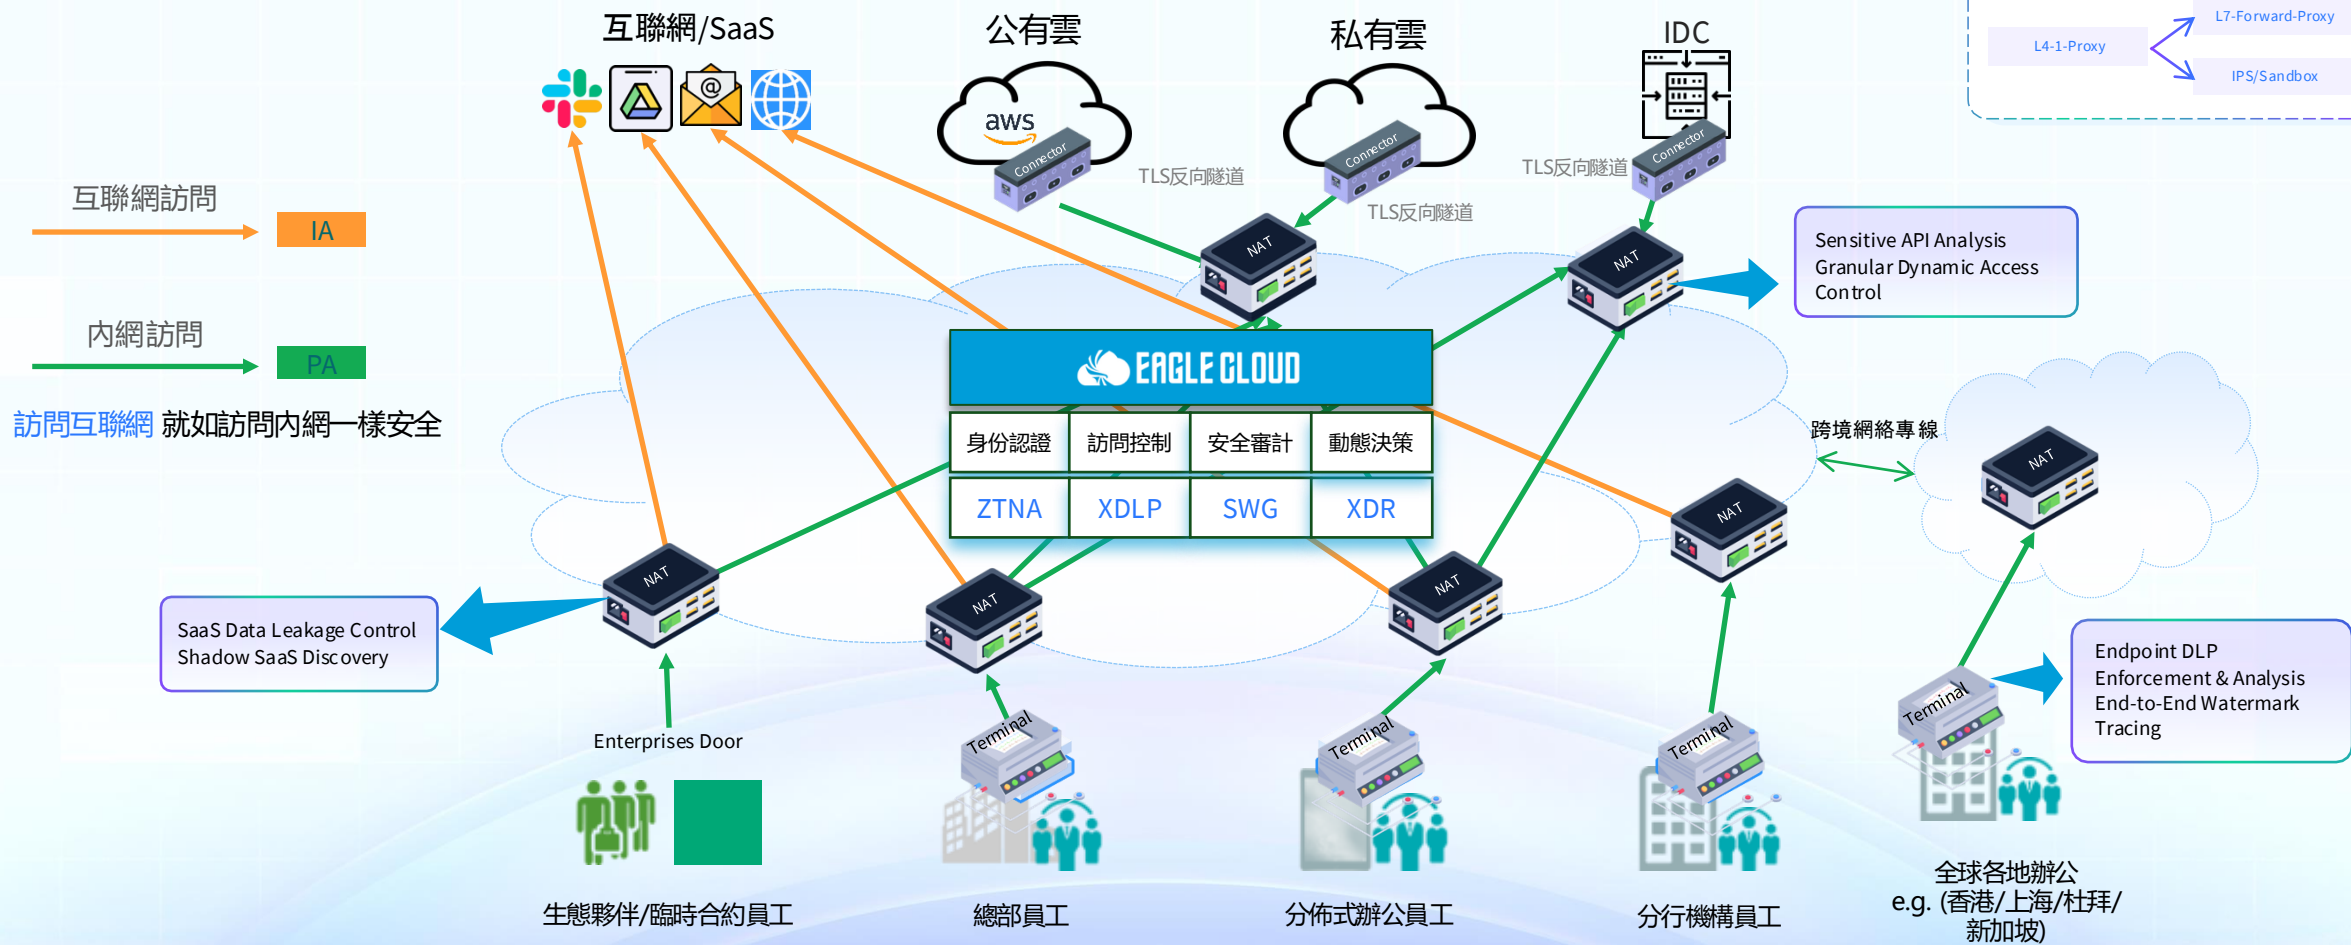 互聯網/SaaS
公有雲
私有雲
IDC
L7-Forward-Proxy
L4-1-Proxy
IPS/Sandbox
aws
Connector
Connector
Connector
TLS反向隧道
TLS反向隧道
TLS反向隧道
互聯網訪問
IA
內網訪問
PA
訪問互聯網 就如訪問內網一樣安全
NAT
NAT
Sensitive API Analysis
Granular Dynamic Access
Control
EAGLE CLOUD
身份認證
訪問控制
安全審計
動態決策
ZTNA
XDLP
SWG
XDR
跨境網絡專線
NAT
NAT
NAT
NAT
NAT
NAT
SaaS Data Leakage Control
Shadow SaaS Discovery
Endpoint DLP
Enforcement & Analysis
End-to-End Watermark
Tracing
Enterprises Door
Terminal
Terminal
Terminal
Terminal
生態夥伴/臨時合約員工
總部員工
分佈式辦公員工
分行機構員工
全球各地辦公
e.g. (香港/上海/杜拜/
新加坡)